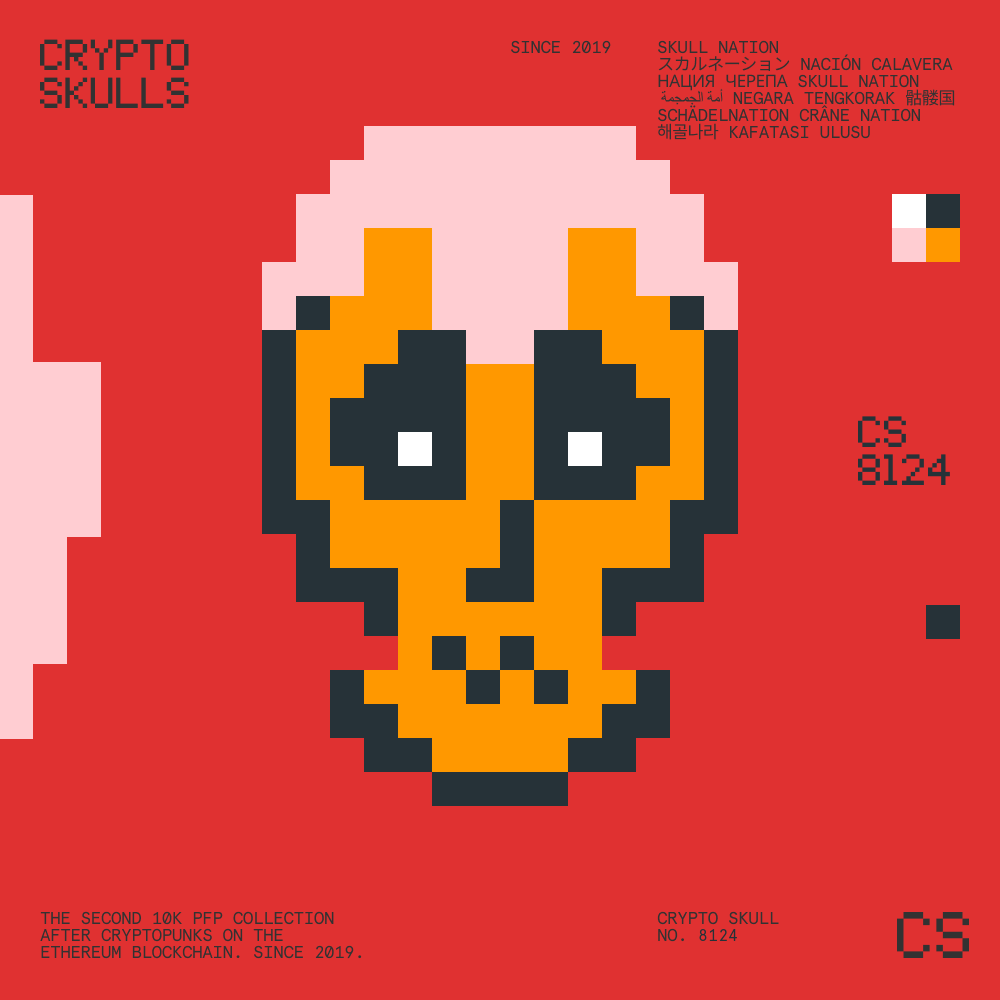 CRYPTO
SKULLS
SINCE 2019
SKULL NATION
スカルネーション NACIÓN CALAVERA
НАЦИЯ ЧЕРЕПА SKULL NATION
أمة الجمجمة NEGARA TENGKORAK 骷髅国
SCHÄDELNATION CRÂNE NATION
해골나라 KAFATASI ULUSU
CS
8124
THE SECOND 10K PFP COLLECTION
AFTER CRYPTOPUNKS ON THE
ETHEREUM BLOCKCHAIN. SINCE 2019.
CRYPTO SKULL
NO. 8124
CS